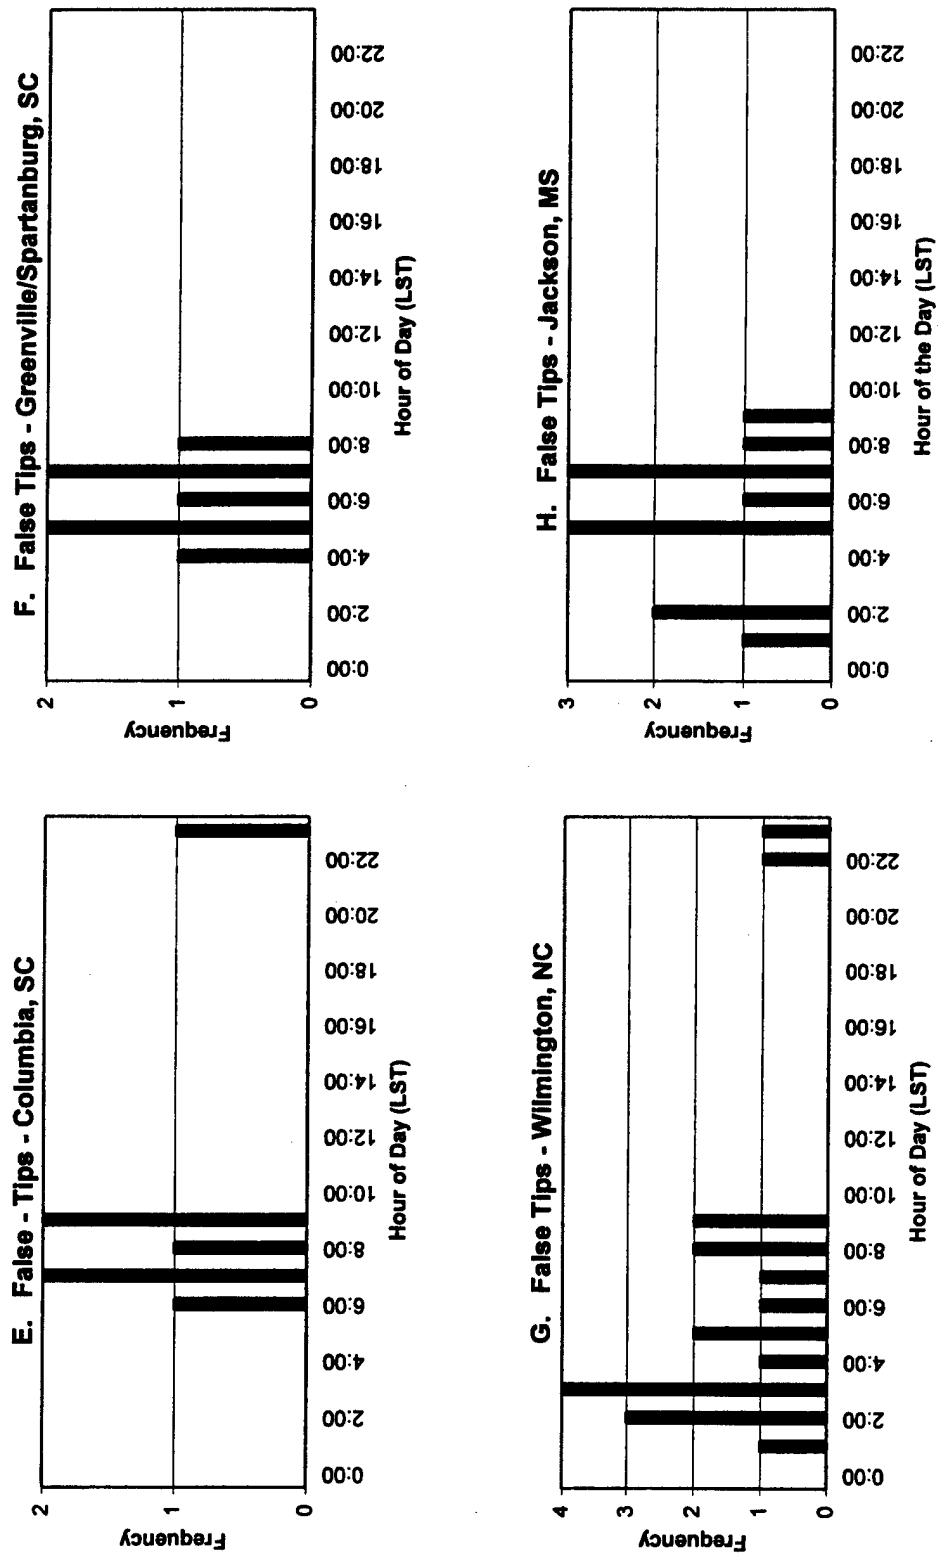 E. False - Tips - Columbia, SC
Frequency
2
1
0
0:00 2:00 4:00 6:00 8:00 10:00 12:00 14:00 16:00 18:00 20:00 22:00
Hour of Day (LST)
F. False Tips - Greenville/Spartanburg, SC
Frequency
2
1
0
0:00 2:00 4:00 6:00 8:00 10:00 12:00 14:00 16:00 18:00 20:00 22:00
Hour of Day (LST)
G. False Tips - Wilmington, NC
Frequency
4
3
2
1
0
0:00 2:00 4:00 6:00 8:00 10:00 12:00 14:00 16:00 18:00 20:00 22:00
Hour of Day (LST)
H. False Tips - Jackson, MS
Frequency
3
2
1
0
0:00 2:00 4:00 6:00 8:00 10:00 12:00 14:00 16:00 18:00 20:00 22:00
Hour of the Day (LST)